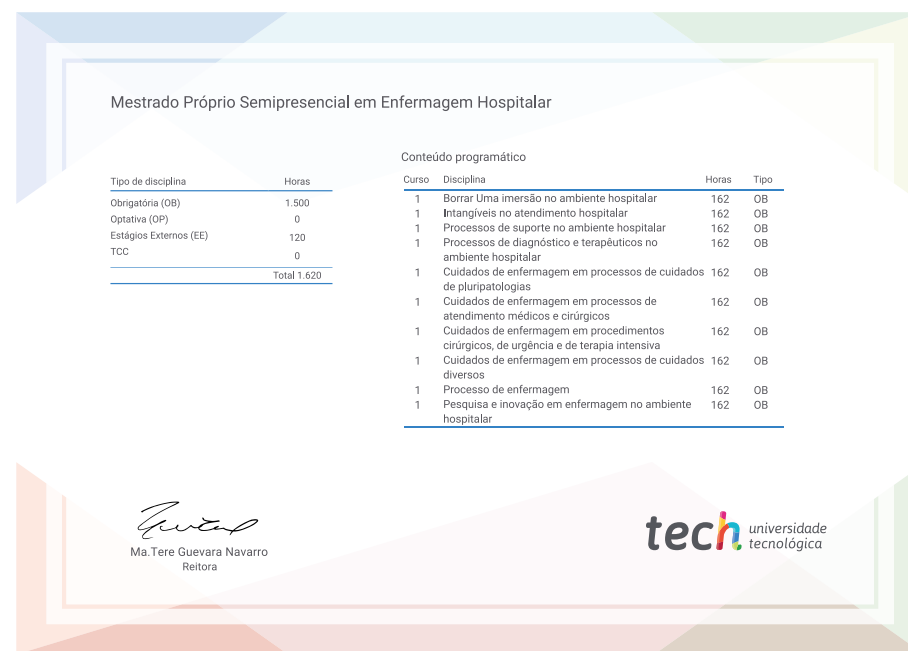 Mestrado Próprio Semipresencial em Enfermagem Hospitalar
Tipo de disciplina Horas
Obrigatória (OB) 1.500
Optativa (OP) 0
Estágios Externos (EE) 120
TCC 0
Total 1.620
Conteúdo programático
Curso Disciplina Horas Tipo
1 Borrar Uma imersão no ambiente hospitalar 162 OB
1 Intangíveis no atendimento hospitalar 162 OB
1 Processos de suporte no ambiente hospitalar 162 OB
1 Processos de diagnóstico e terapêuticos no 162 OB
ambiente hospitalar
1 Cuidados de enfermagem em processos de cuidados 162 OB
de pluripatologias
1 Cuidados de enfermagem em processos de 162 OB
atendimento médicos e cirúrgicos
1 Cuidados de enfermagem em procedimentos 162 OB
cirúrgicos, de urgência e de terapia intensiva
1 Cuidados de enfermagem em processos de cuidados 162 OB
diversos
1 Processo de enfermagem 162 OB
1 Pesquisa e inovação em enfermagem no ambiente 162 OB
hospitalar
Ma.Tere Guevara Navarro
Reitora
tech universidade
tecnológica